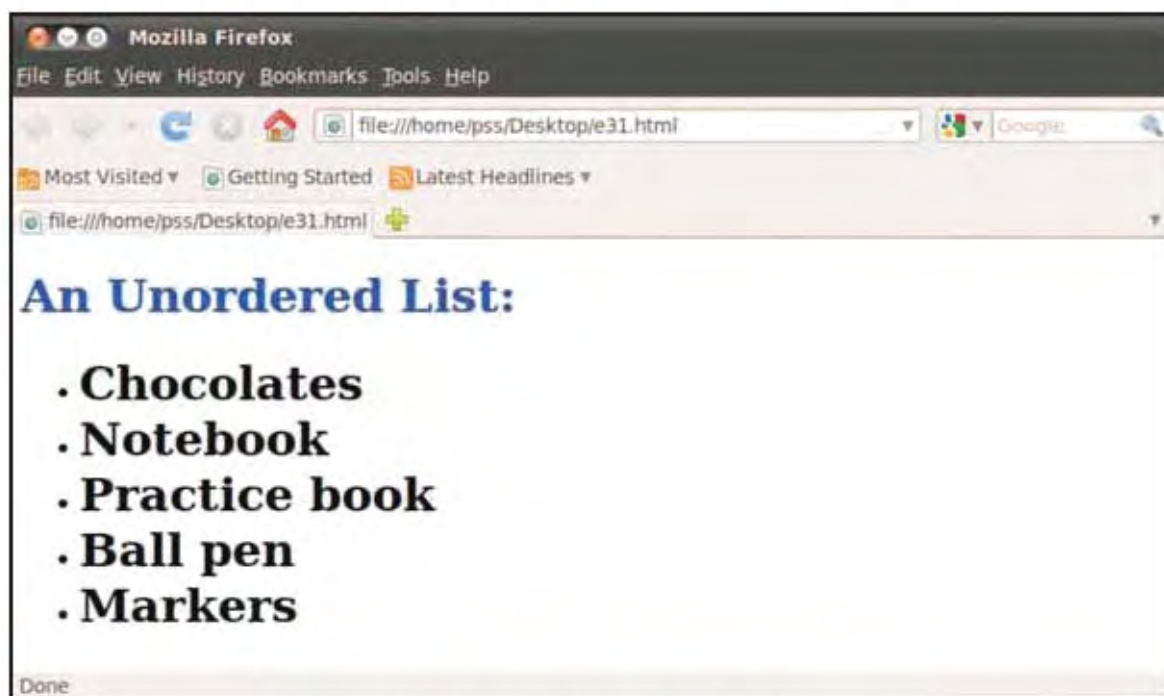 Mozilla Firefox
File Edit View History Bookmarks Tools Help
file:///home/pss/Desktop/e31.html Google
Most Visited Getting Started Latest Headlines
file:///home/pss/Desktop/e31.html
An Unordered List:
• Chocolates
• Notebook
• Practice book
• Ball pen
• Markers
Done